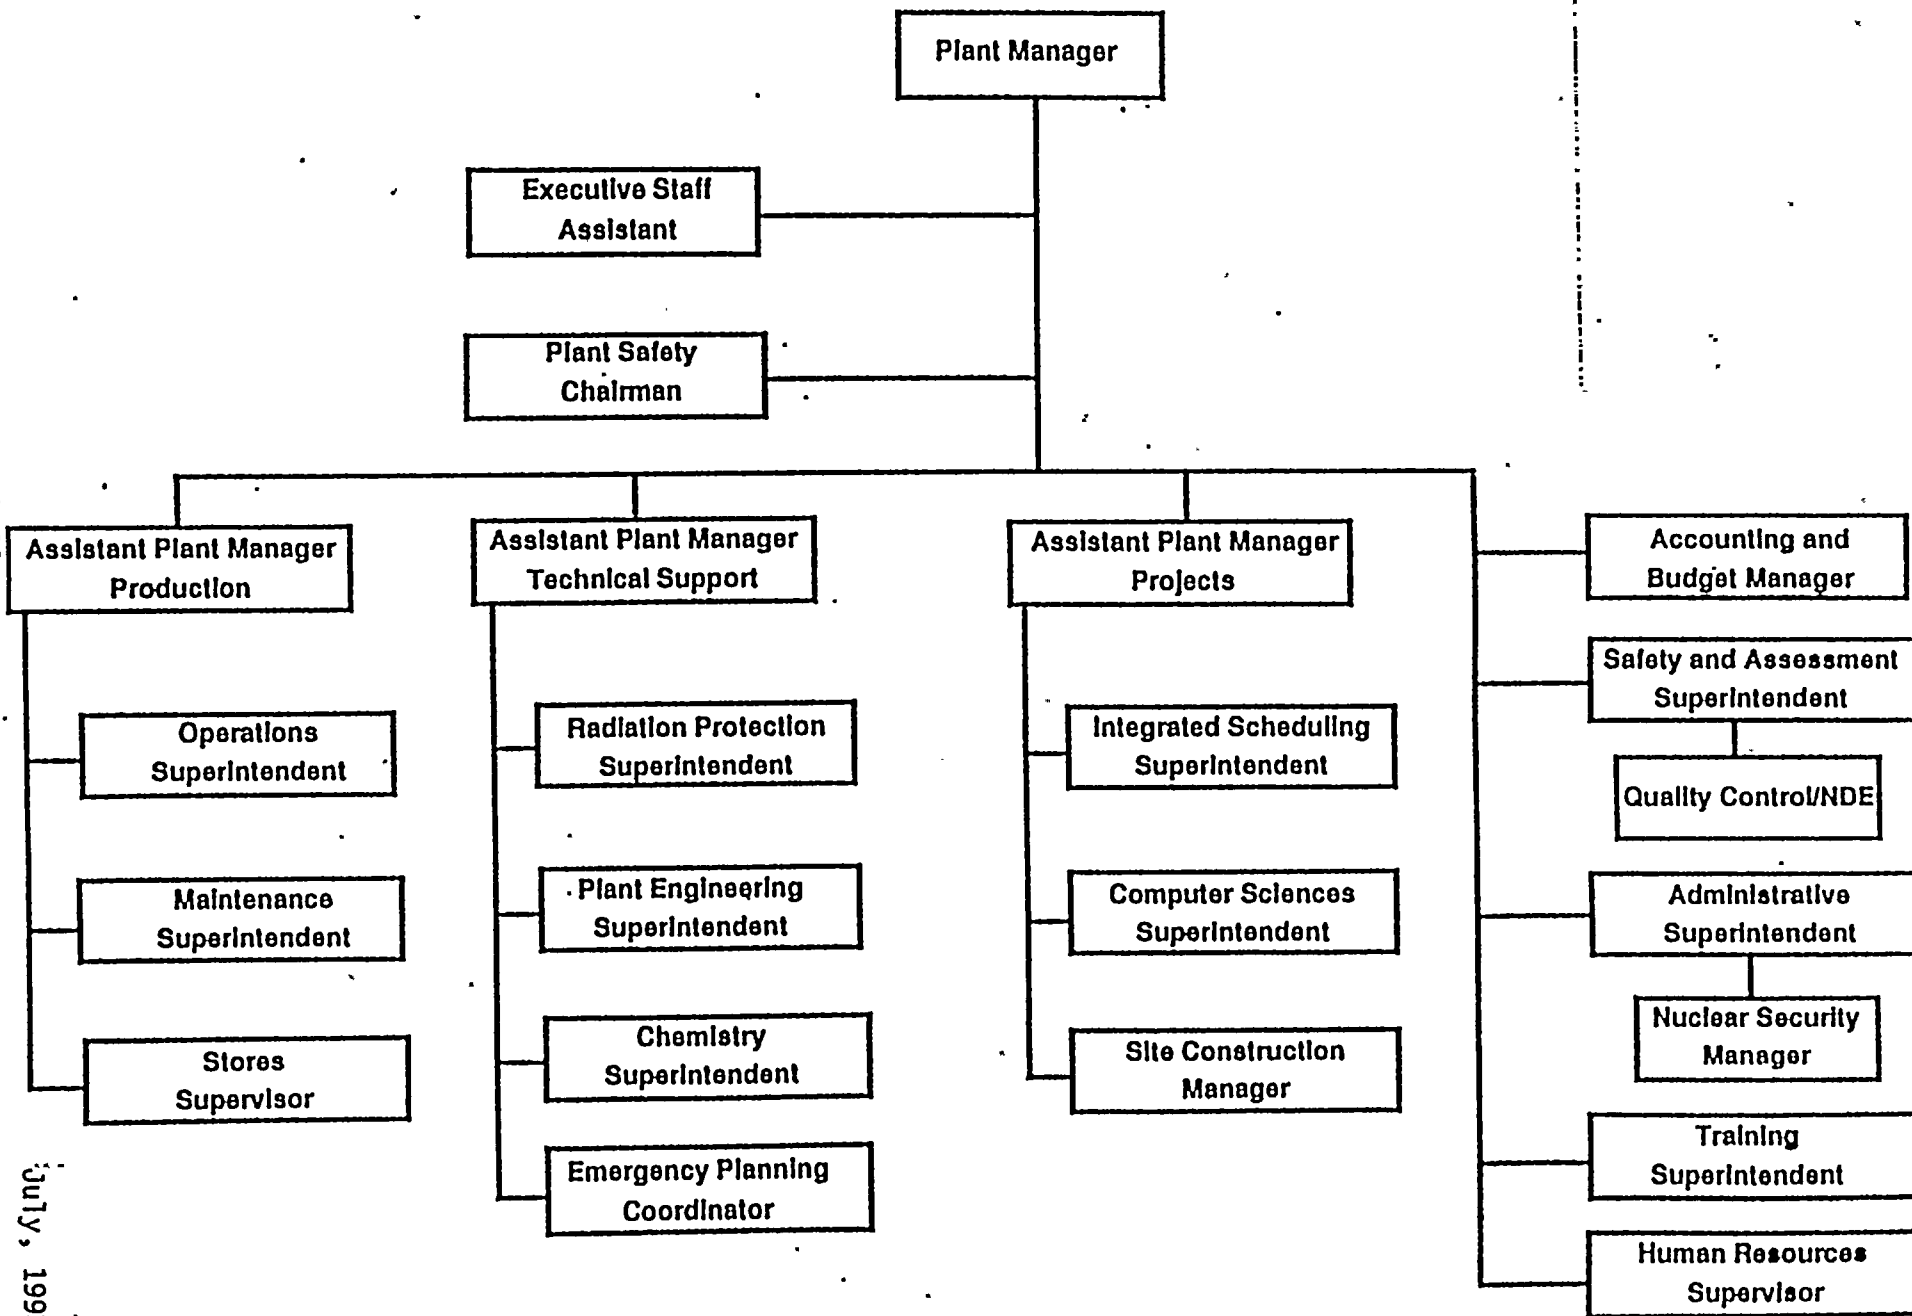 Plant Manager
Executive Staff
Assistant
Plant Safety
Chairman
Assistant Plant Manager
Production
Operations
Superintendent
Maintenance
Superintendent
Stores
Supervisor
Assistant Plant Manager
Technical Support
Radiation Protection
Superintendent
Plant Engineering
Superintendent
Chemistry
Superintendent
Emergency Planning
Coordinator
Assistant Plant Manager
Projects
Integrated Scheduling
Superintendent
Computer Sciences
Superintendent
Site Construction
Manager
Accounting and
Budget Manager
Safety and Assessment
Superintendent
Quality Control/NDE
Administrative
Superintendent
Nuclear Security
Manager
Training
Superintendent
Human Resources
Supervisor
July, 199